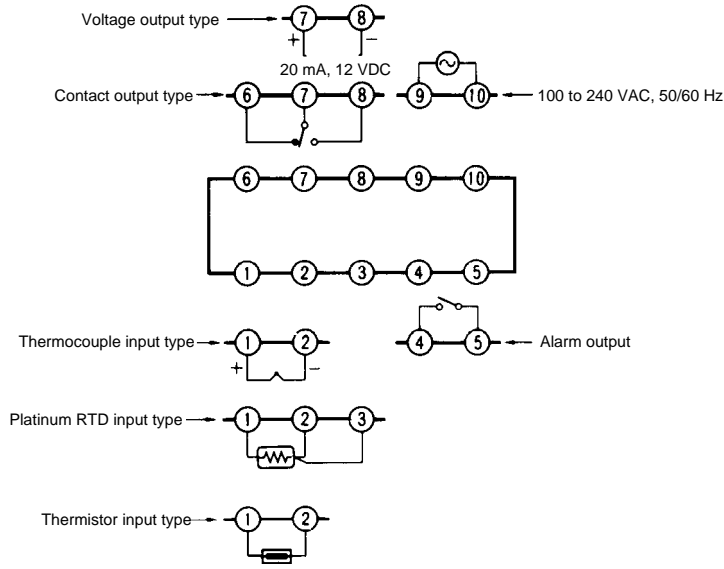 Voltage output type
7 8
+ −
20 mA, 12 VDC
Contact output type
6 7 8 9 10
100 to 240 VAC, 50/60 Hz
6 7 8 9 10
1 2 3 4 5
Thermocouple input type
1 2
+ −
4 5
Alarm output
Platinum RTD input type
1 2 3
Thermistor input type
1 2